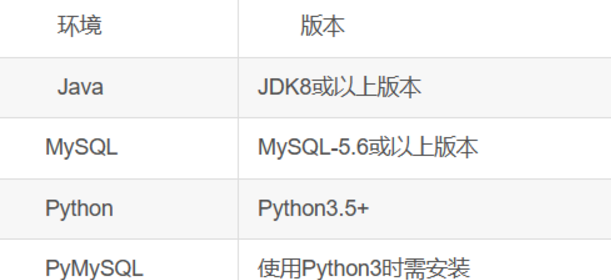 环境 版本
Java JDK8或以上版本
MySQL MySQL-5.6或以上版本
Python Python3.5+
PyMySQL 使用Python3时需安装